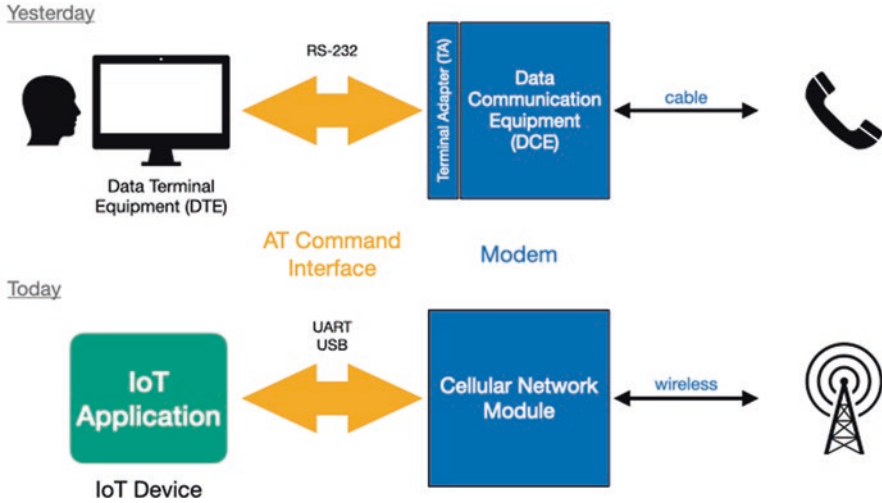 Yesterday
RS-232
Terminal Adapter (TA)
Data
Communication
Equipment
(DCE)
cable
Data Terminal
Equipment (DTE)
AT Command
Interface
Modem
Today
UART
USB
IoT
Application
Cellular Network
Module
wireless
IoT Device